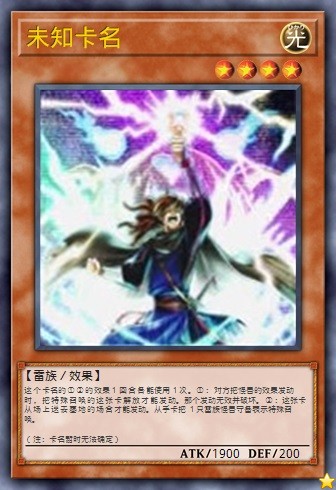 未知卡名
光
【雷族/效果】
这个卡名的①②的效果1回合各能使用1次。①：对方把怪兽的效果发动
时，把特殊召唤的这张卡解放才能发动。那个发动无效并破坏。②：这张卡
从场上送去墓地的场合才能发动。从手卡把1只雷族怪兽守备表示特殊召
唤。
（注：卡名暂时无法确定）
ATK/1900 DEF/200